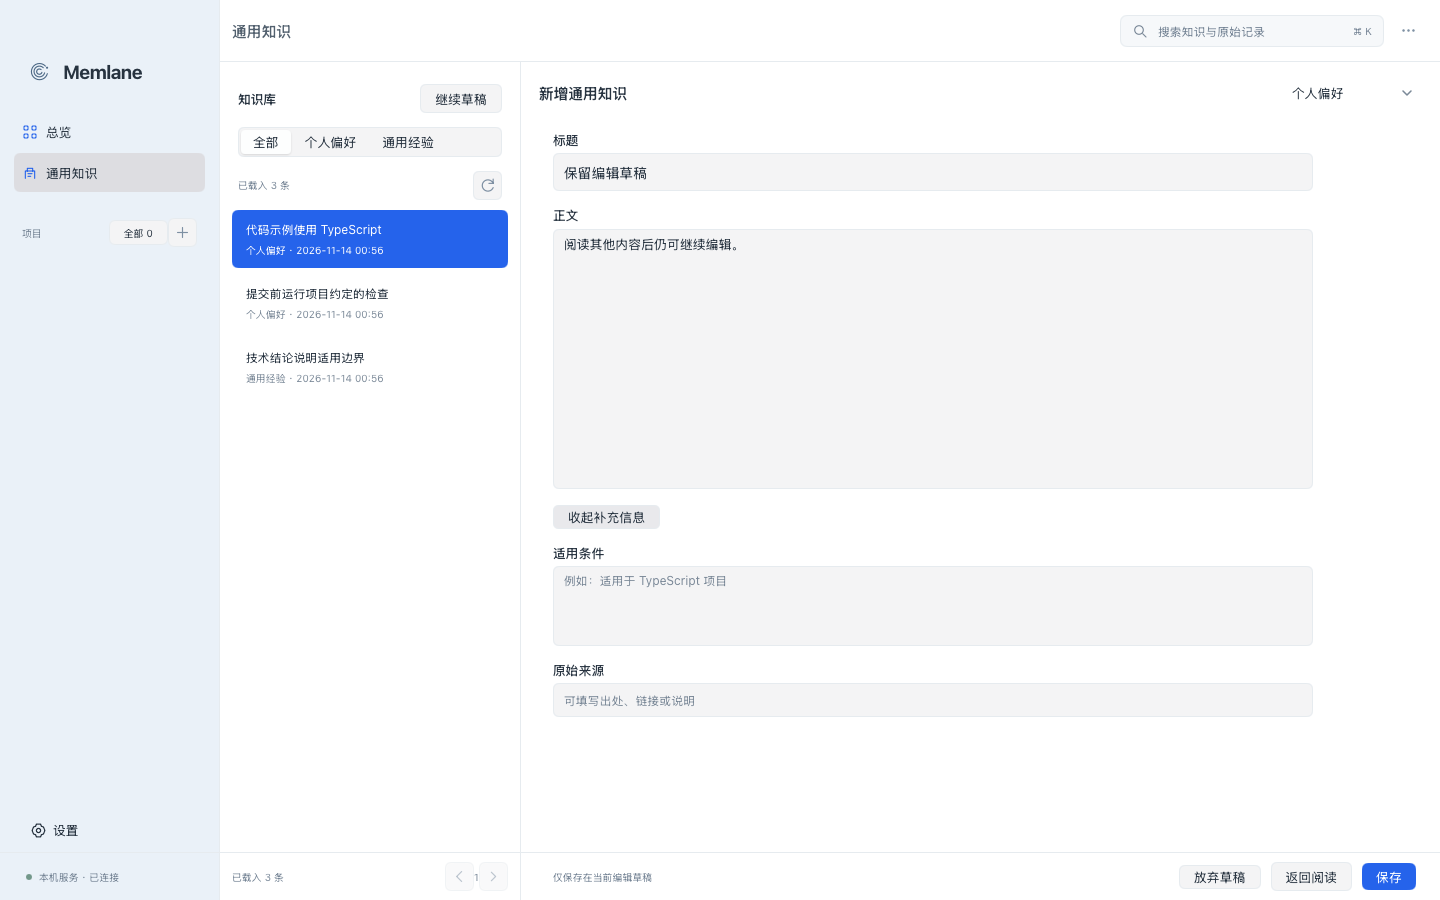 Memlane
总览
通用知识
项目
全部 0
设置
本机服务 · 已连接
通用知识
搜索知识与原始记录
⌘ K
知识库
继续草稿
全部
个人偏好
通用经验
已载入 3 条
代码示例使用 TypeScript
个人偏好 · 2026-11-14 00:56
提交前运行项目约定的检查
个人偏好 · 2026-11-14 00:56
技术结论说明适用边界
通用经验 · 2026-11-14 00:56
已载入 3 条
1
新增通用知识
个人偏好
标题
保留编辑草稿
正文
阅读其他内容后仍可继续编辑。
收起补充信息
适用条件
例如：适用于 TypeScript 项目
原始来源
可填写出处、链接或说明
仅保存在当前编辑草稿
放弃草稿
返回阅读
保存